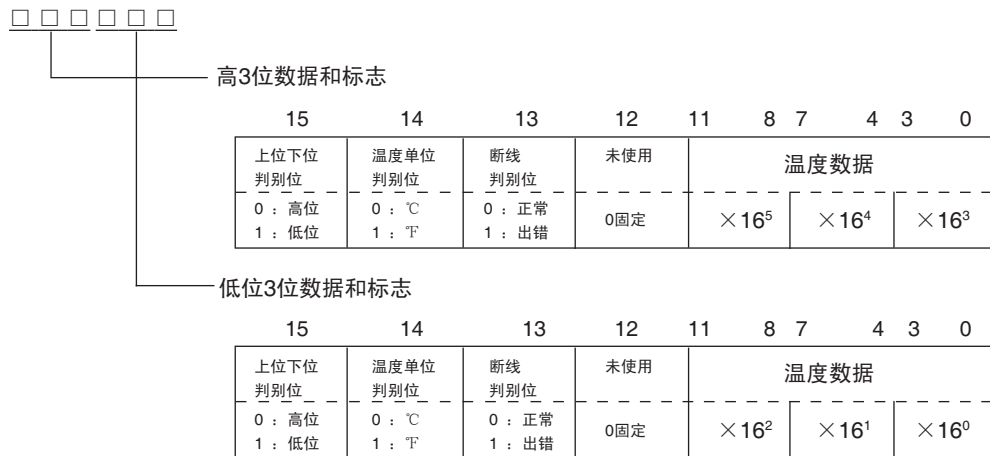 □□□□□□
高3位数据和标志
15 14 13 12 11 8 7 4 3 0
上位下位判别位 温度单位判别位 断线判别位 未使用 温度数据
0 ：高位 0 ：℃ 0 ：正常 0固定 ×16⁵ ×16⁴ ×16³
1 ：低位 1 ：℉ 1 ：出错
低位3位数据和标志
15 14 13 12 11 8 7 4 3 0
上位下位判别位 温度单位判别位 断线判别位 未使用 温度数据
0 ：高位 0 ：℃ 0 ：正常 0固定 ×16² ×16¹ ×16⁰
1 ：低位 1 ：℉ 1 ：出错